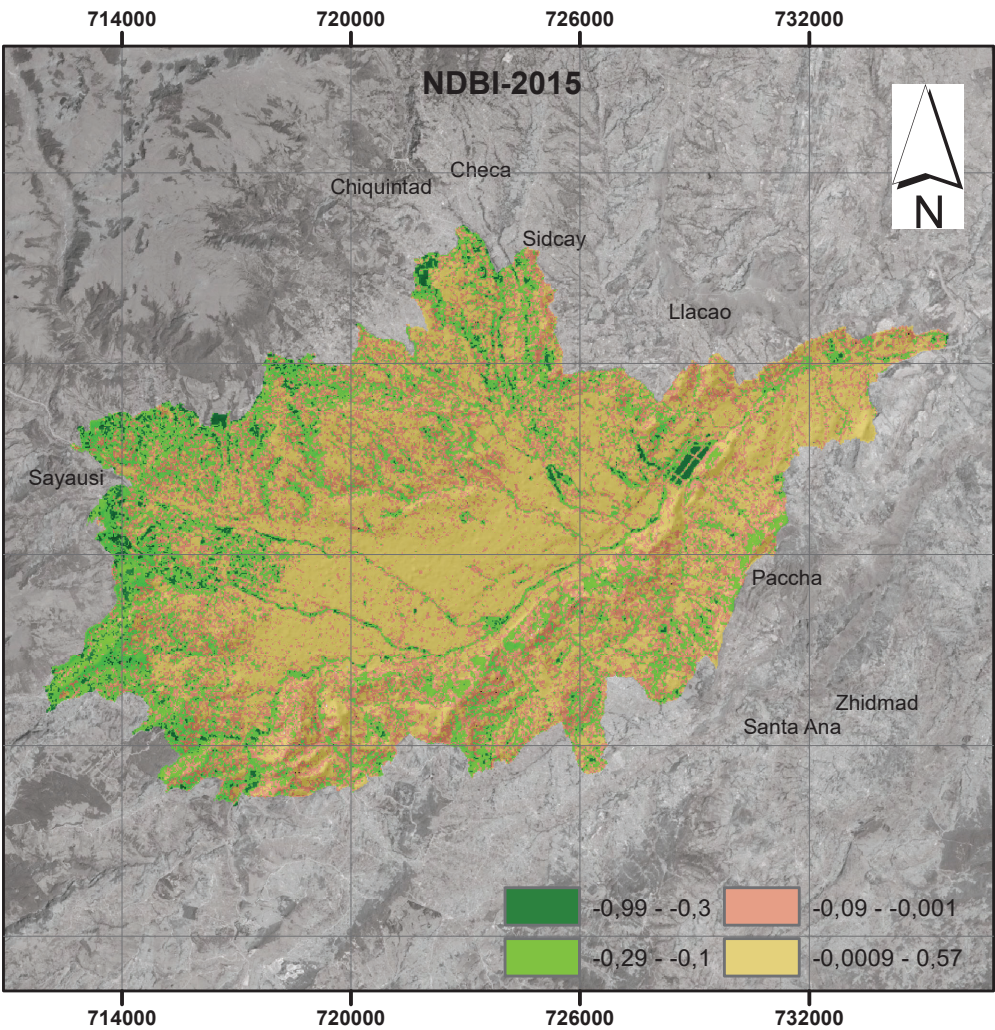 714000 720000 726000 732000
NDBI-2015
N
Checa
Chiquintad
Sidcay
Llacao
Sayausi
Paccha
Zhidmad
Santa Ana
-0,99 - -0,3 -0,09 - -0,001
-0,29 - -0,1 -0,0009 - 0,57
714000 720000 726000 732000